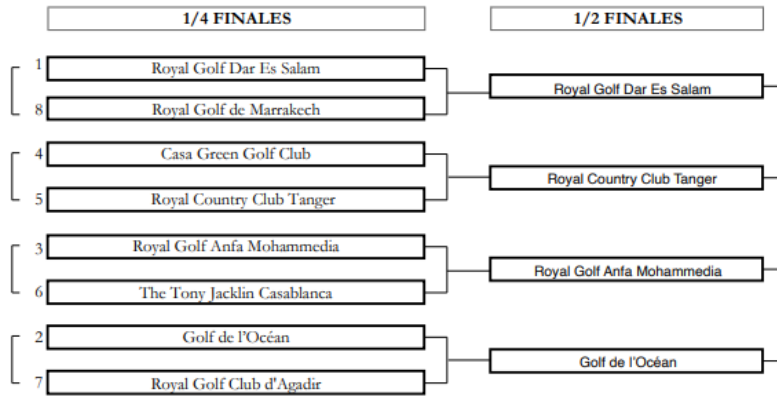 1/4 FINALES
1/2 FINALES
1 Royal Golf Dar Es Salam
8 Royal Golf de Marrakech
Royal Golf Dar Es Salam
4 Casa Green Golf Club
5 Royal Country Club Tanger
Royal Country Club Tanger
3 Royal Golf Anfa Mohammedia
6 The Tony Jacklin Casablanca
Royal Golf Anfa Mohammedia
2 Golf de l'Océan
7 Royal Golf Club d'Agadir
Golf de l'Océan